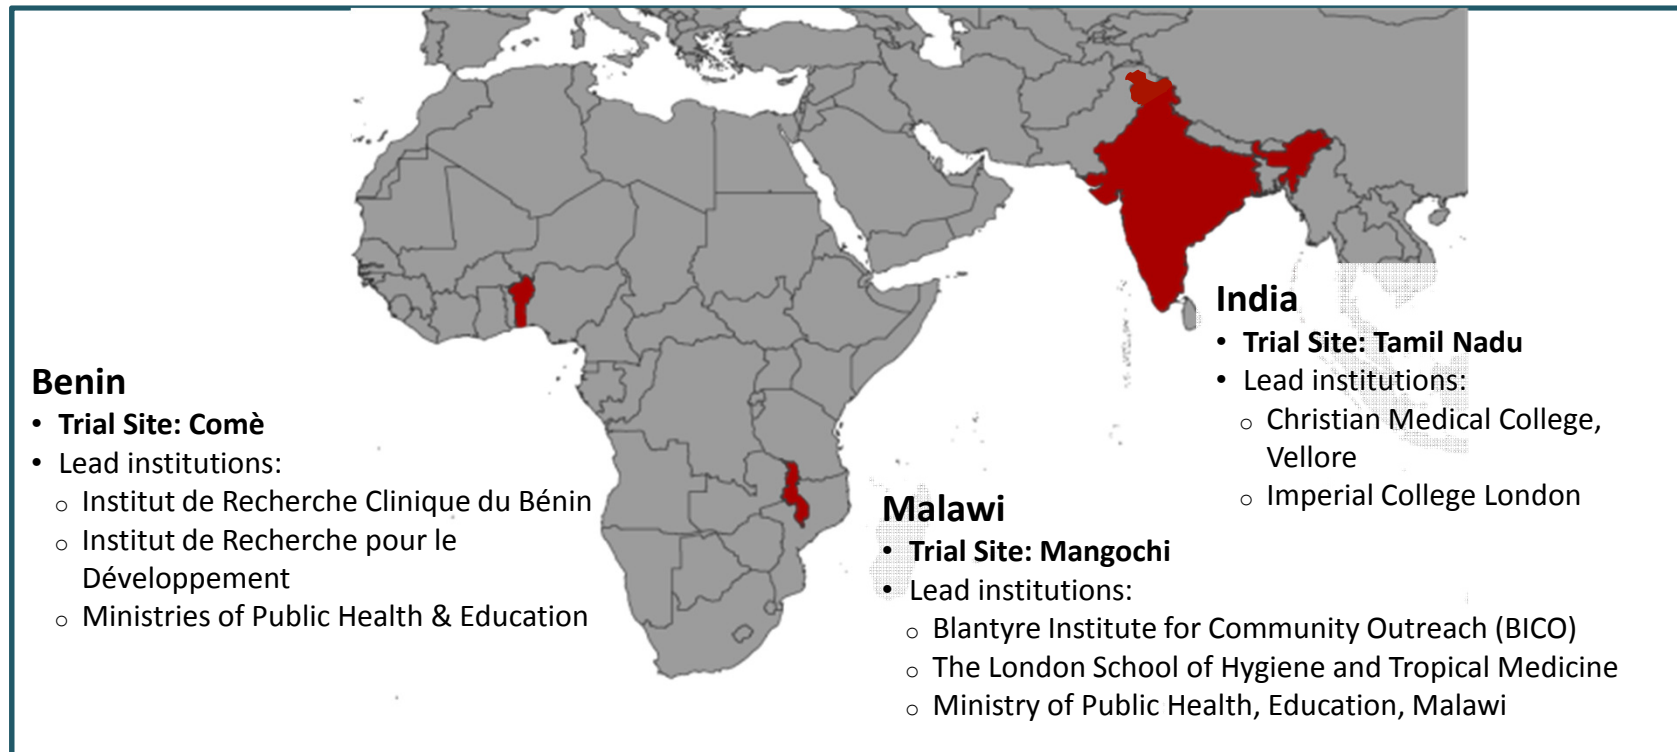 Benin
• Trial Site: Comè
• Lead institutions:
o Institut de Recherche Clinique du Bénin
o Institut de Recherche pour le
Développement
o Ministries of Public Health & Education
Malawi
• Trial Site: Mangochi
• Lead institutions:
o Blantyre Institute for Community Outreach (BICO)
o The London School of Hygiene and Tropical Medicine
o Ministry of Public Health, Education, Malawi
India
• Trial Site: Tamil Nadu
• Lead institutions:
o Christian Medical College,
Vellore
o Imperial College London